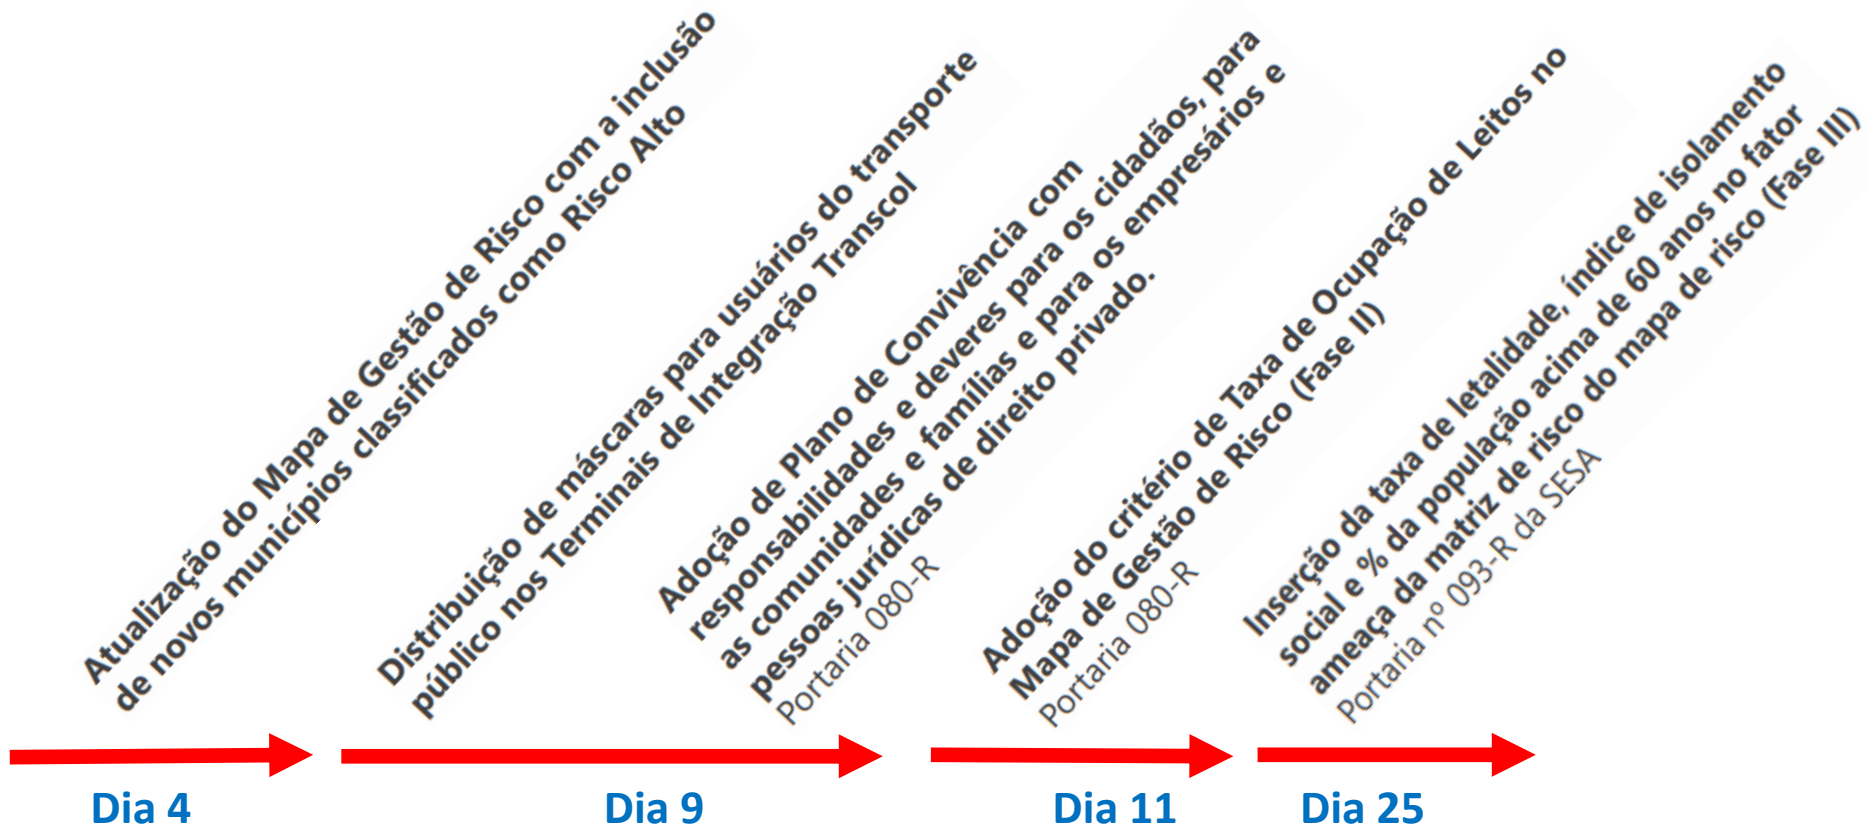 Atualização do Mapa de Gestão de Risco com a inclusão
de novos municípios classificados como Risco Alto
Distribuição de máscaras para usuários do transporte
público nos Terminais de Integração Transcol
Adoção de Plano de Convivência com
responsabilidades e deveres para os cidadãos, para
as comunidades e famílias e para os empresários e
pessoas jurídicas de direito privado.
Portaria 080-R
Adoção do critério de Taxa de Ocupação de Leitos no
Mapa de Gestão de Risco (Fase II)
Portaria 080-R
Inserção da taxa de letalidade, índice de isolamento
social e % da população acima de 60 anos no fator
ameaça da matriz de risco do mapa de risco (Fase III)
Portaria nº 093-R da SESA
Dia 4
Dia 9
Dia 11
Dia 25